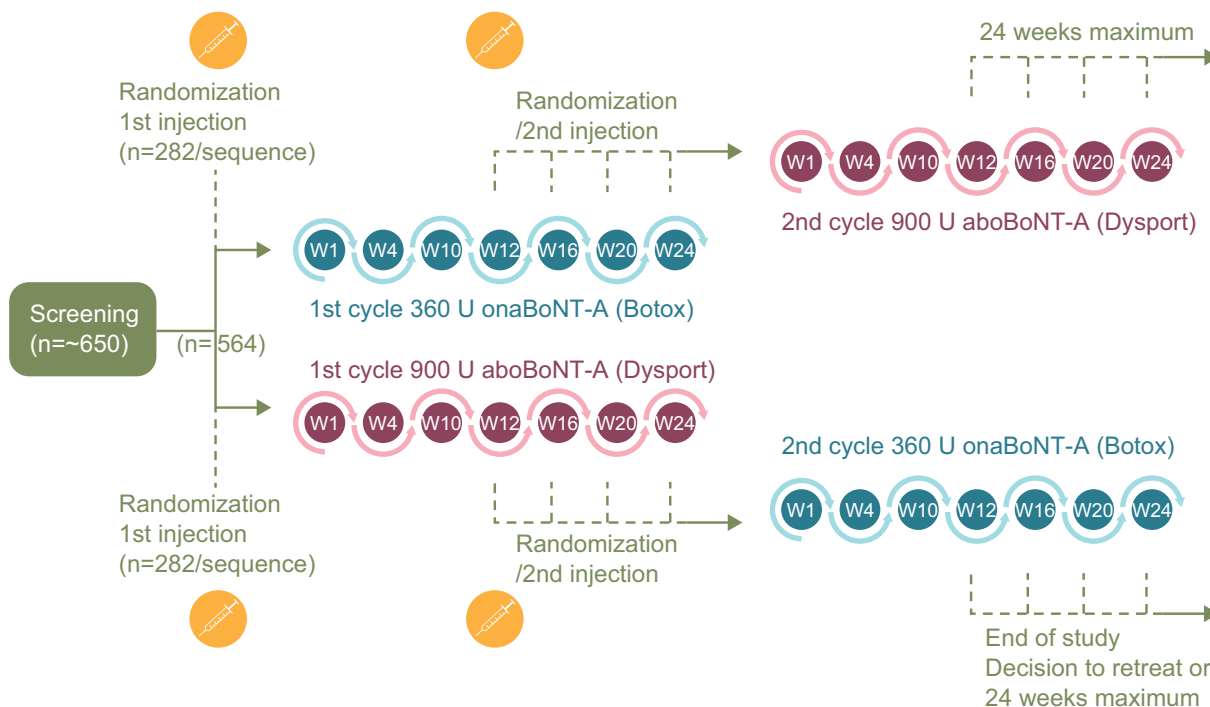 24 weeks maximum
Randomization
1st injection
(n=282/sequence)
Randomization
/2nd injection
W1 W4 W10 W12 W16 W20 W24
2nd cycle 900 U aboBoNT-A (Dysport)
W1 W4 W10 W12 W16 W20 W24
1st cycle 360 U onaBoNT-A (Botox)
Screening
(n=~650)
(n= 564)
1st cycle 900 U aboBoNT-A (Dysport)
W1 W4 W10 W12 W16 W20 W24
2nd cycle 360 U onaBoNT-A (Botox)
W1 W4 W10 W12 W16 W20 W24
Randomization
1st injection
(n=282/sequence)
Randomization
/2nd injection
End of study
Decision to retreat or
24 weeks maximum